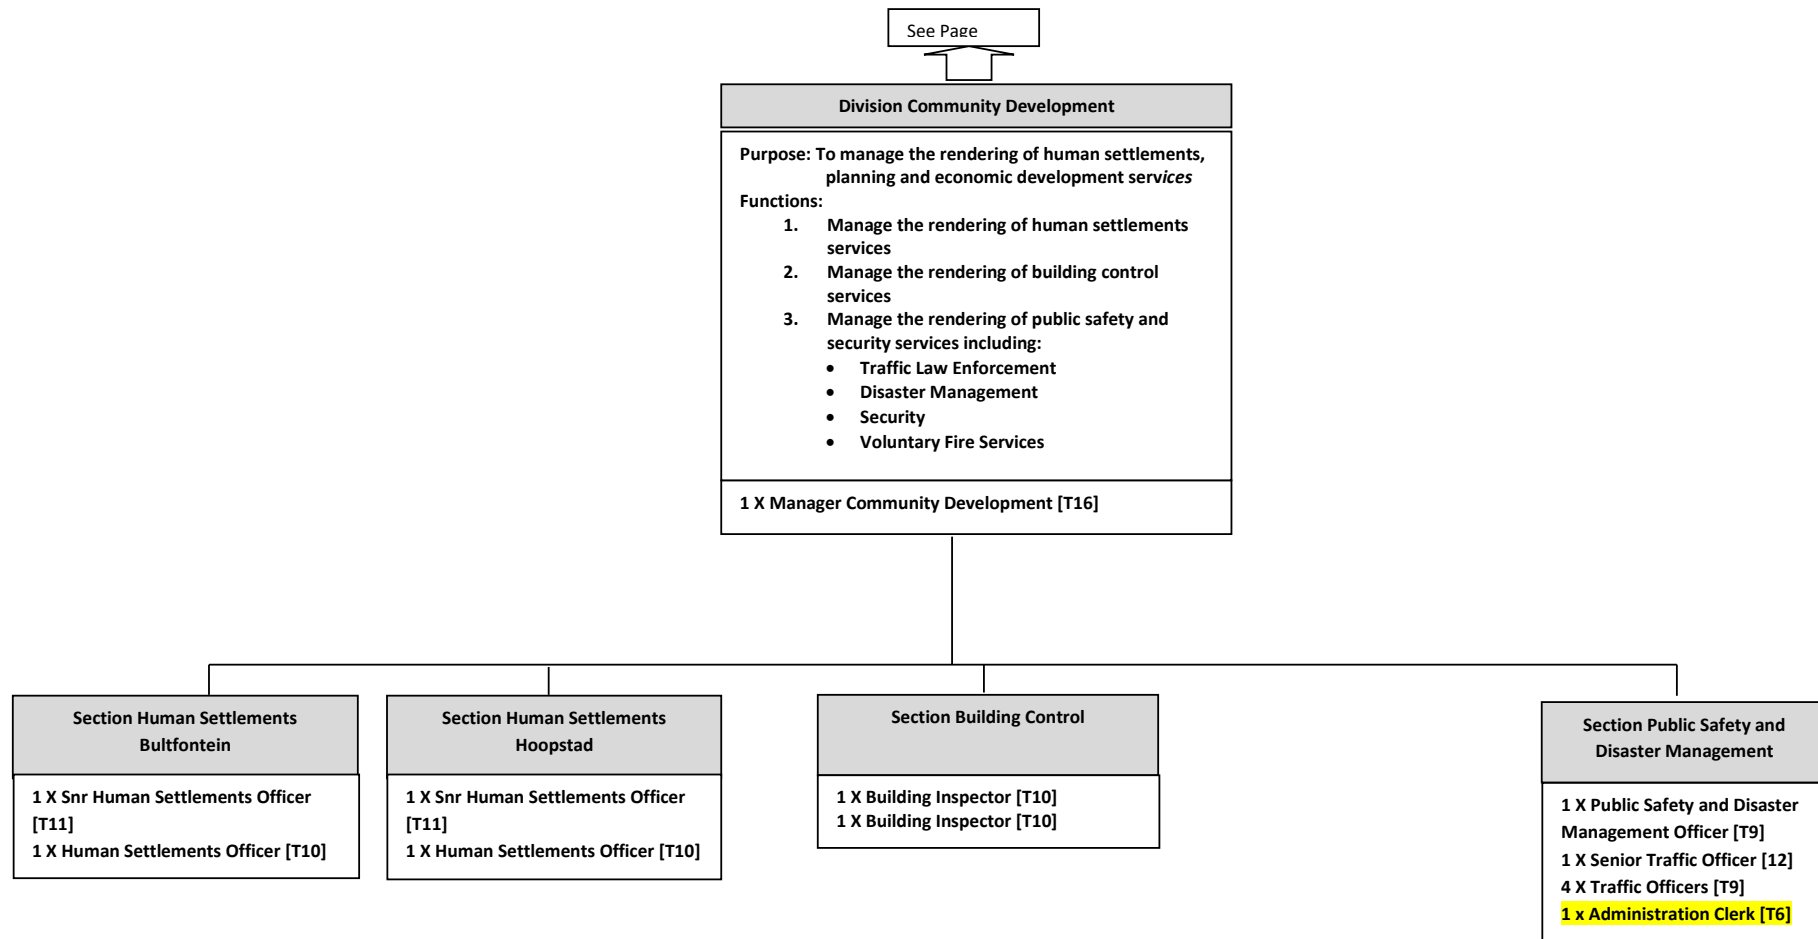 See Page
Division Community Development
Purpose: To manage the rendering of human settlements,
planning and economic development services
Functions:
1. Manage the rendering of human settlements
services
2. Manage the rendering of building control
services
3. Manage the rendering of public safety and
security services including:
• Traffic Law Enforcement
• Disaster Management
• Security
• Voluntary Fire Services
1 X Manager Community Development [T16]
Section Human Settlements
Bultfontein
1 X Snr Human Settlements Officer
[T11]
1 X Human Settlements Officer [T10]
Section Human Settlements
Hoopstad
1 X Snr Human Settlements Officer
[T11]
1 X Human Settlements Officer [T10]
Section Building Control
1 X Building Inspector [T10]
1 X Building Inspector [T10]
Section Public Safety and
Disaster Management
1 X Public Safety and Disaster
Management Officer [T9]
1 X Senior Traffic Officer [12]
4 X Traffic Officers [T9]
1 x Administration Clerk [T6]